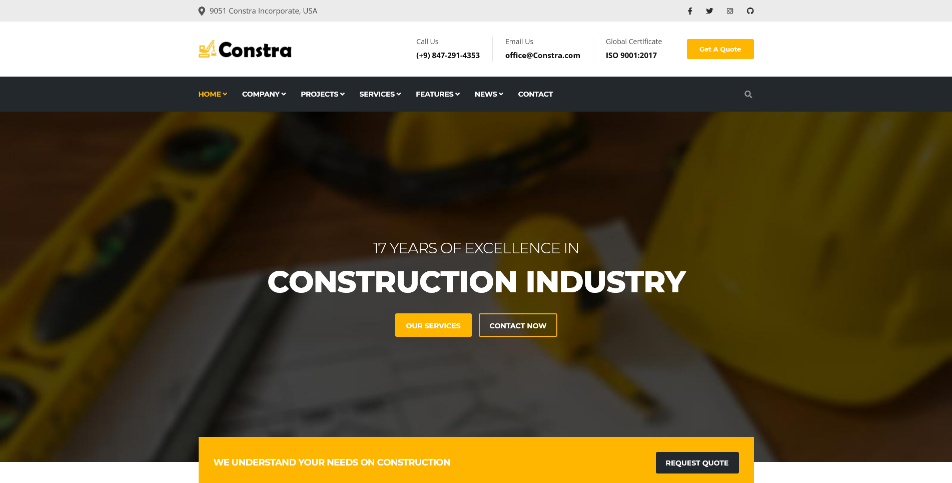 9051 Constra Incorporate, USA
Constra
Call Us
(+9) 847-291-4353
Email Us
office@Constra.com
Global Certificate
ISO 9001:2017
Get A Quote
HOME COMPANY PROJECTS SERVICES FEATURES NEWS CONTACT
17 YEARS OF EXCELLENCE IN
CONSTRUCTION INDUSTRY
OUR SERVICES
CONTACT NOW
WE UNDERSTAND YOUR NEEDS ON CONSTRUCTION
REQUEST QUOTE